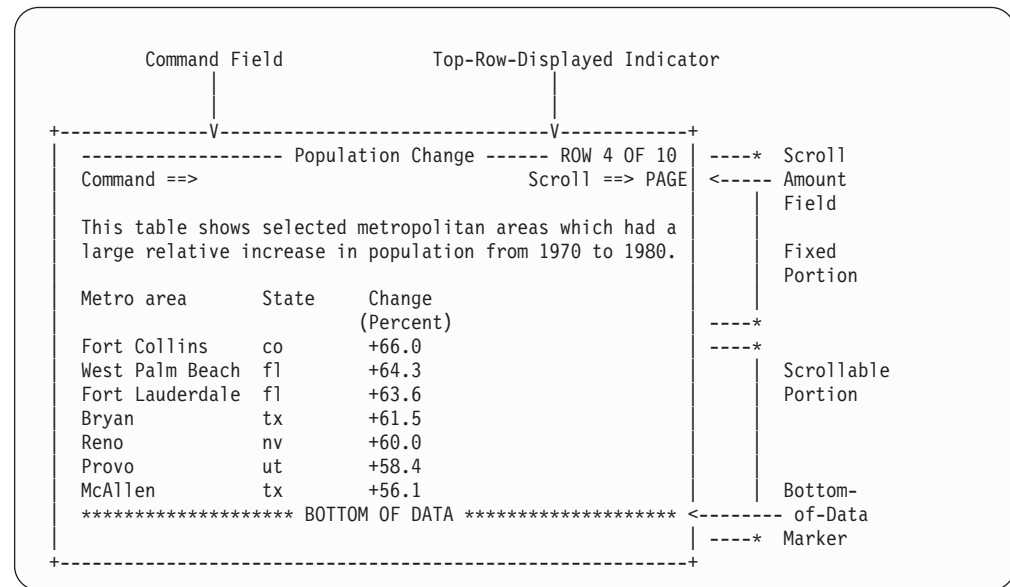 Command Field Top-Row-Displayed Indicator
+--------------V-------------------------------V------------+
------------------- Population Change ------ ROW 4 OF 10 | ----* Scroll
Command ==> Scroll ==> PAGE| <----- Amount
Field
This table shows selected metropolitan areas which had a
large relative increase in population from 1970 to 1980. Fixed
Portion
Metro area State Change
(Percent) ----*
Fort Collins co +66.0 ----*
West Palm Beach fl +64.3 Scrollable
Fort Lauderdale fl +63.6 Portion
Bryan tx +61.5
Reno nv +60.0
Provo ut +58.4
McAllen tx +56.1 Bottom-
******************** BOTTOM OF DATA ******************** <-------- of-Data
----* Marker
+-----------------------------------------------------------+